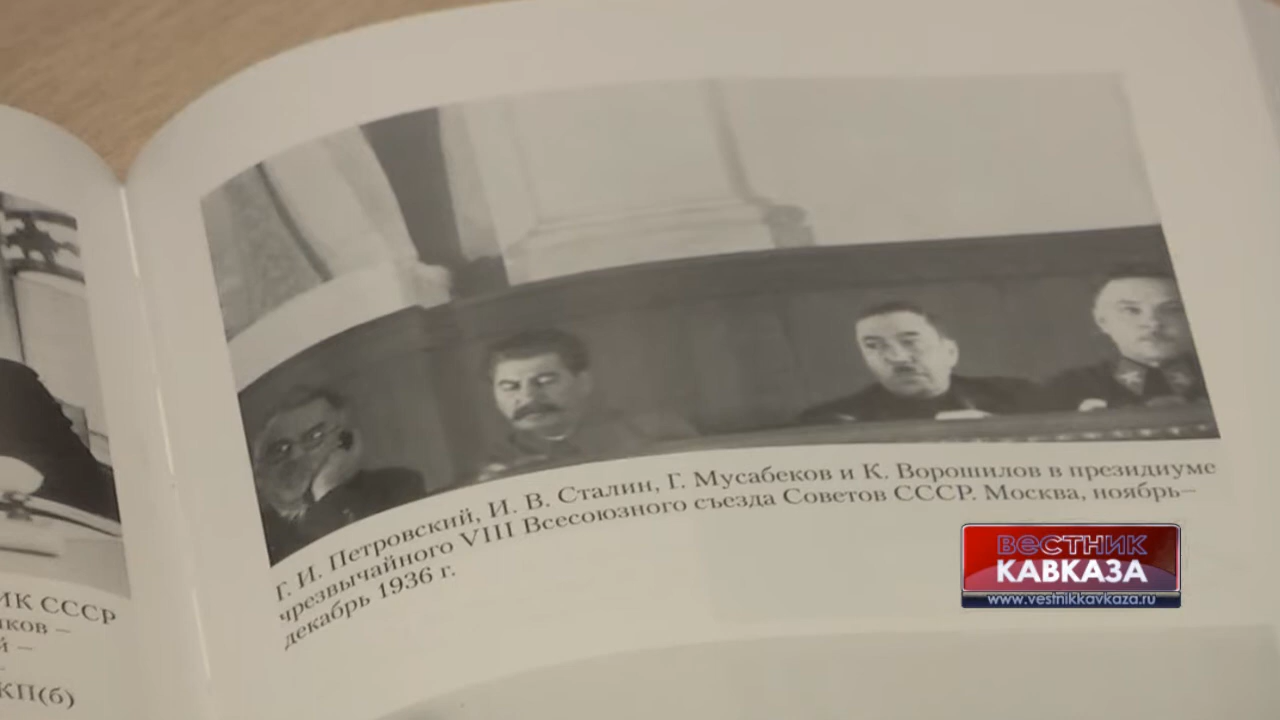 ИК СССР
КП(б)
Г. И. Петровский, И. В. Сталин, Г. Мусабеков и К. Ворошилов в президиуме
чрезвычайного VIII Всесоюзного съезда Советов СССР. Москва, ноябрь–
декабрь 1936 г.
ВЕСТНИК
КАВКАЗА
www.vestnikkavkaza.ru